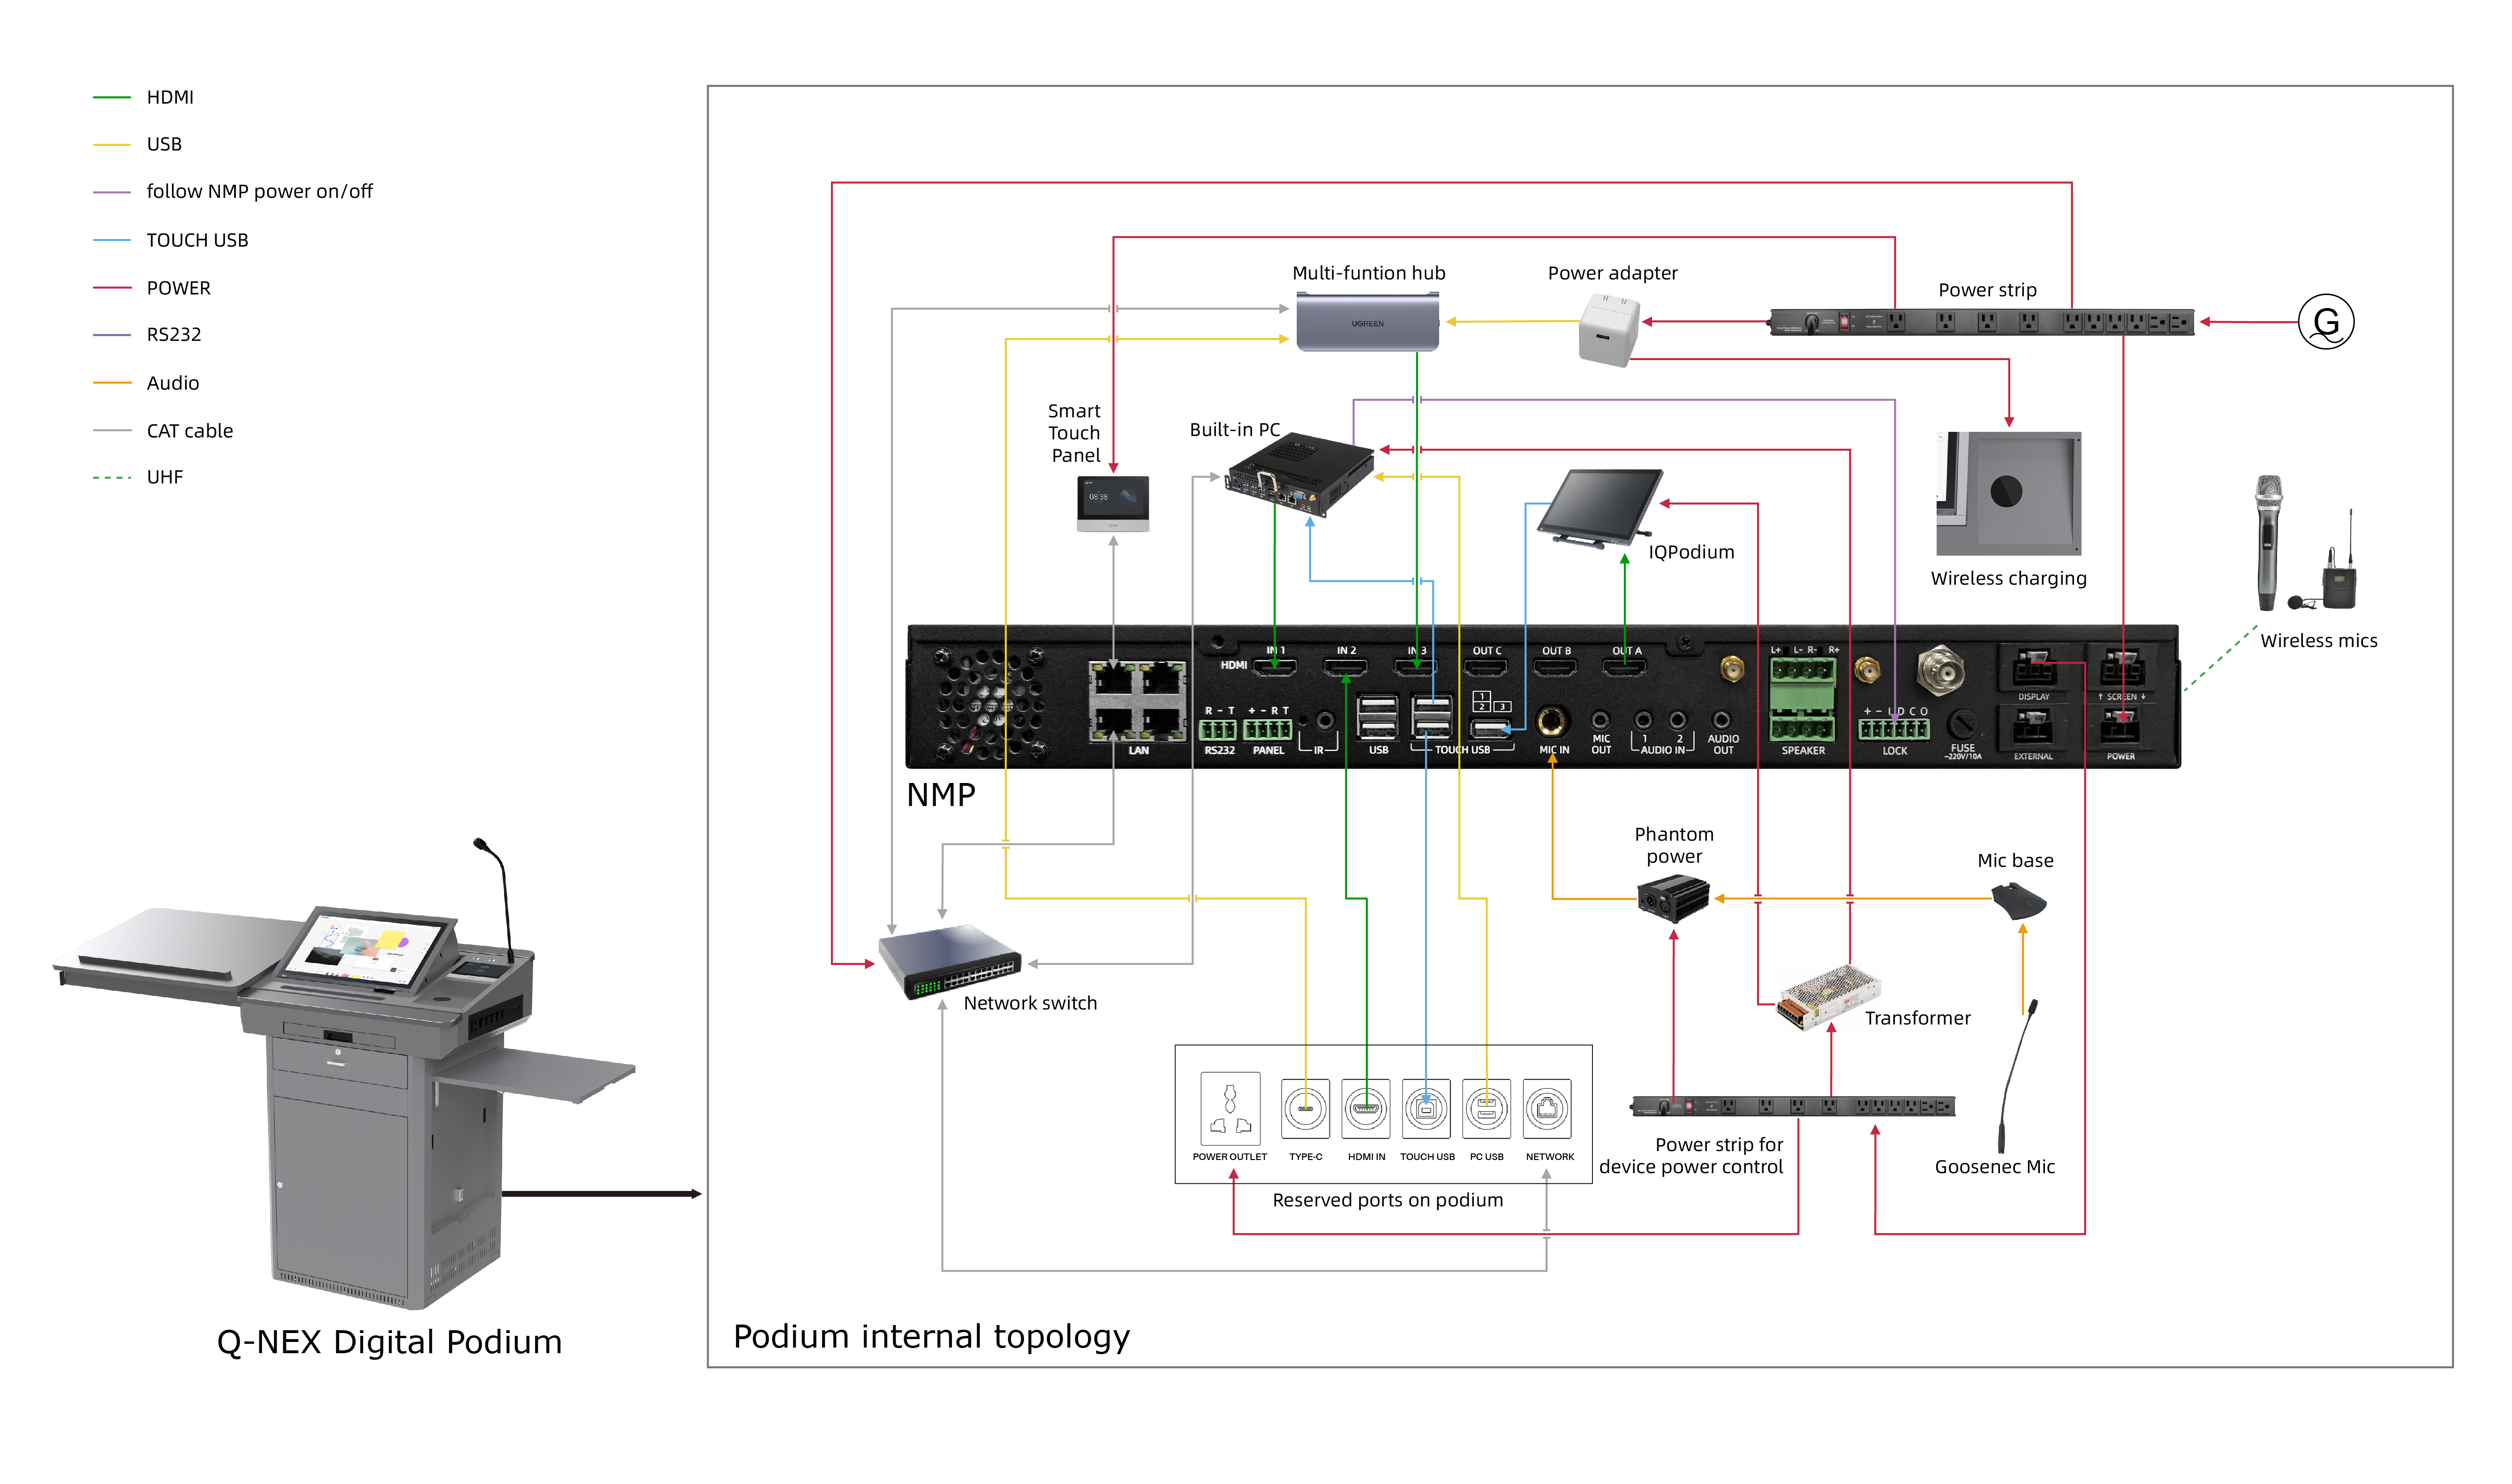 HDMI
USB
follow NMP power on/off
TOUCH USB
POWER
RS232
Audio
CAT cable
UHF
Multi-funtion hub
Power adapter
Power strip
UGREEN
G
Smart
Touch
Panel
Built-in PC
08:38
IQPodium
Wireless charging
Wireless mics
HDMI
IN 1
IN 2
IN 3
OUT C
OUT B
OUT A
L+ L- R- R+
DISPLAY
↑ SCREEN ↓
R - T
+ - R T
1
2 3
+ - U D C O
LAN
RS232
PANEL
IR
USB
TOUCH USB
MIC IN
MIC
OUT
1 2
AUDIO IN
AUDIO
OUT
SPEAKER
LOCK
FUSE
~220V/10A
EXTERNAL
POWER
NMP
Phantom
power
Mic base
Network switch
Transformer
POWER OUTLET
TYPE-C
HDMI IN
TOUCH USB
PC USB
NETWORK
Reserved ports on podium
Power strip for
device power control
Goosenec Mic
Q-NEX Digital Podium
Podium internal topology